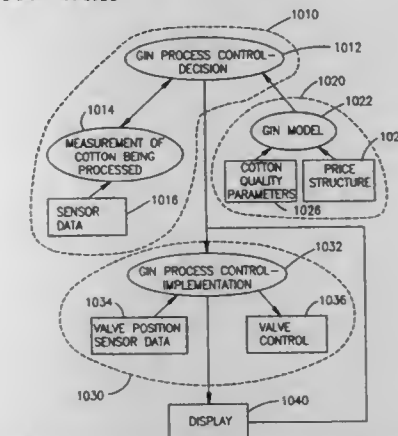 1010
1012
GIN PROCESS CONTROL-
DECISION
1014
1020
1022
MEASUREMENT OF
COTTON BEING
PROCESSED
GIN MODEL
COTTON
QUALITY
PARAMETERS
PRICE
STRUCTURE
1026
SENSOR
DATA
1016
1032
GIN PROCESS CONTROL-
IMPLEMENTATION
1034
1036
VALVE POSITION
SENSOR DATA
VALVE
CONTROL
1030
1040
DISPLAY